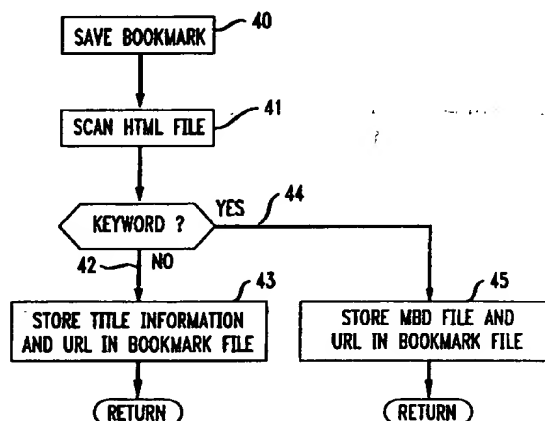 SAVE BOOKMARK
40
SCAN HTML FILE
41
KEYWORD ?
YES
44
42
NO
43
STORE TITLE INFORMATION
AND URL IN BOOKMARK FILE
45
STORE MBD FILE AND
URL IN BOOKMARK FILE
RETURN
RETURN